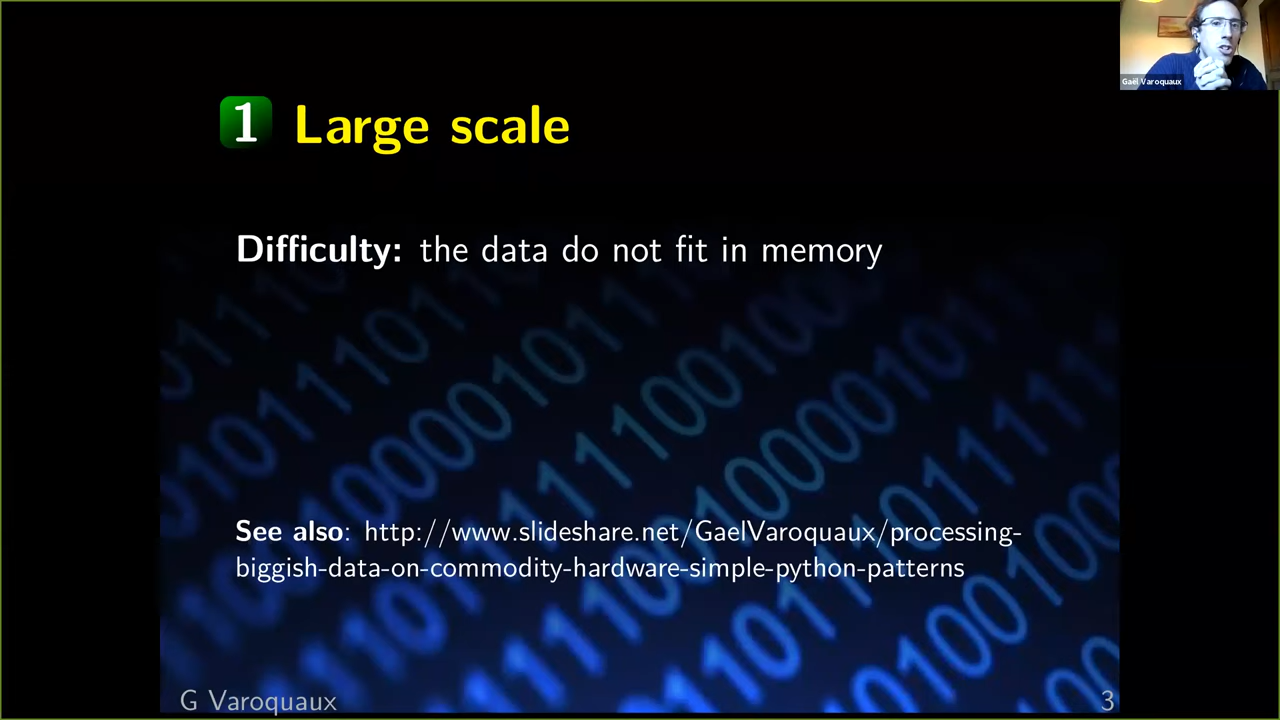 Gaël Varoquaux
1 Large scale
Difficulty: the data do not fit in memory
See also: http://www.slideshare.net/GaelVaroquaux/processing-
biggish-data-on-commodity-hardware-simple-python-patterns
G Varoquaux
3